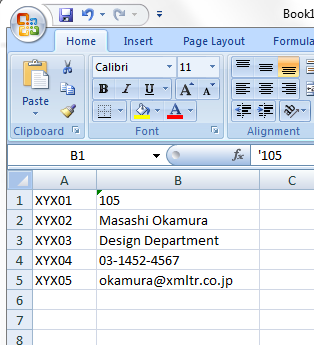 Book1
Home Insert Page Layout Formula
Paste
Clipboard
Calibri 11
B I U
A A
Font
Alignment
B1 fx '105
A B C
1 XYX01 105
2 XYX02 Masashi Okamura
3 XYX03 Design Department
4 XYX04 03-1452-4567
5 XYX05 okamura@xmltr.co.jp
6
7
8